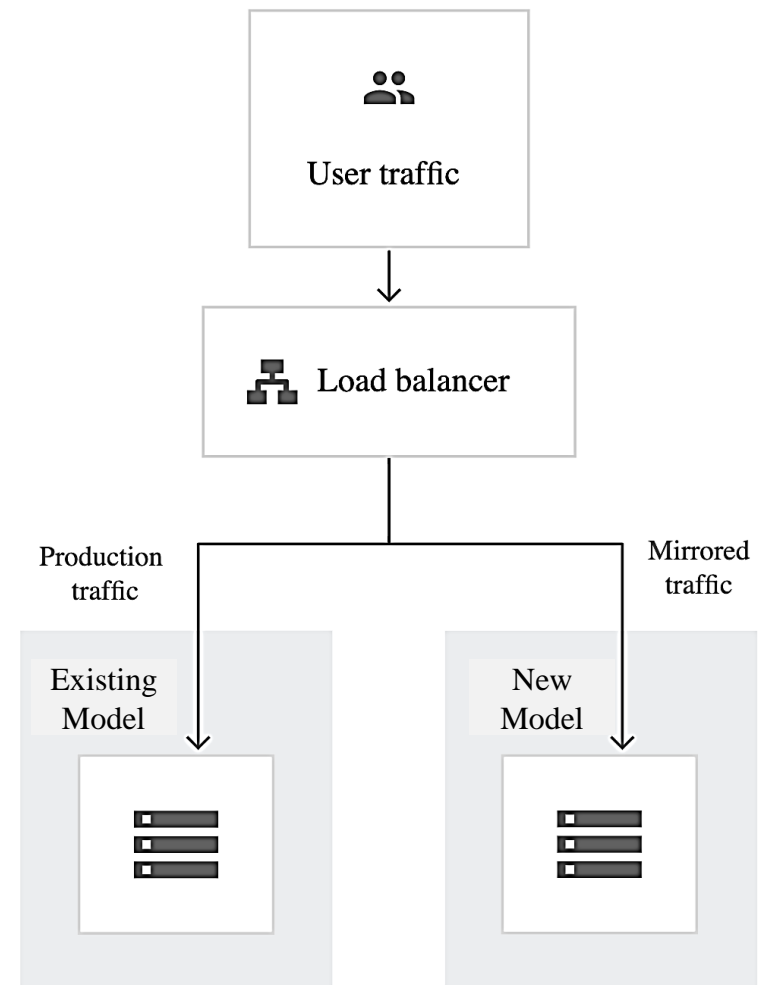 User traffic
Load balancer
Production
traffic
Mirrored
traffic
Existing
Model
New
Model